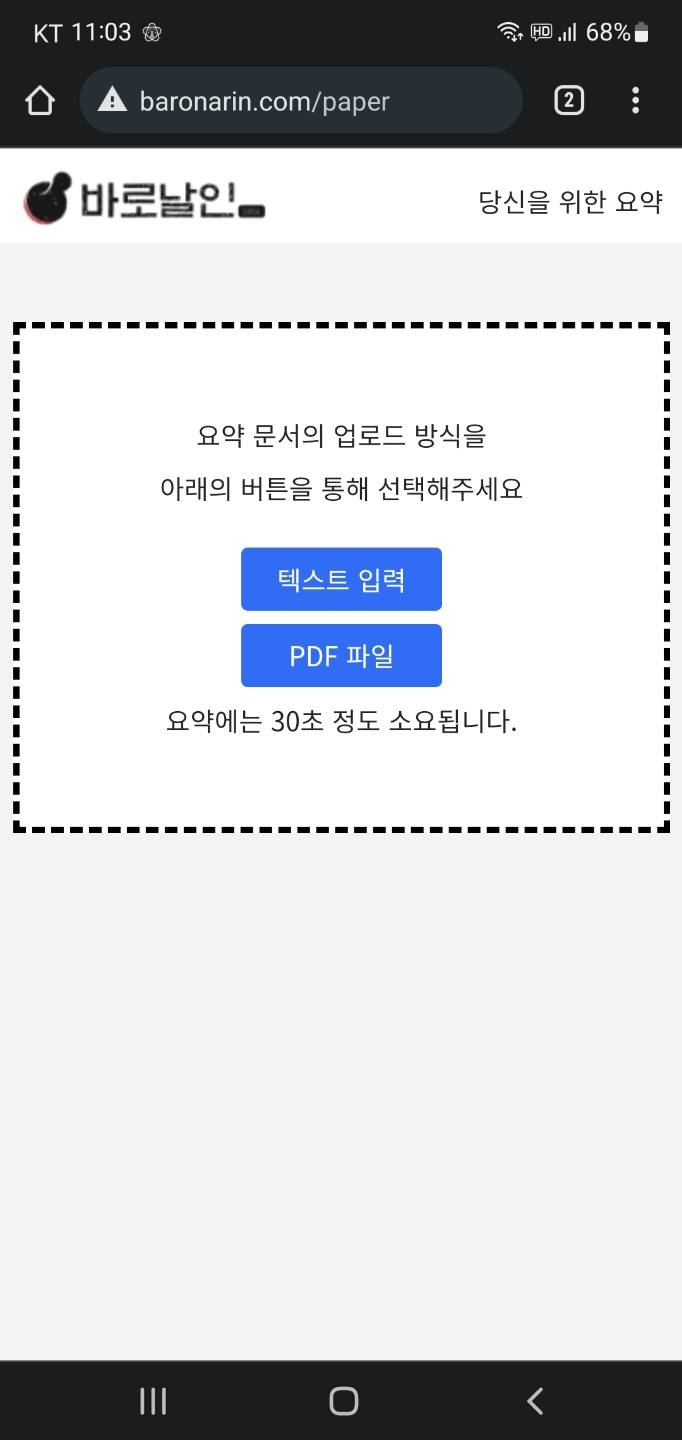 KT 11:03 HD 68%
baronarin.com/paper 2
바로날인 당신을 위한 요약
요약 문서의 업로드 방식을
아래의 버튼을 통해 선택해주세요
텍스트 입력
PDF 파일
요약에는 30초 정도 소요됩니다.